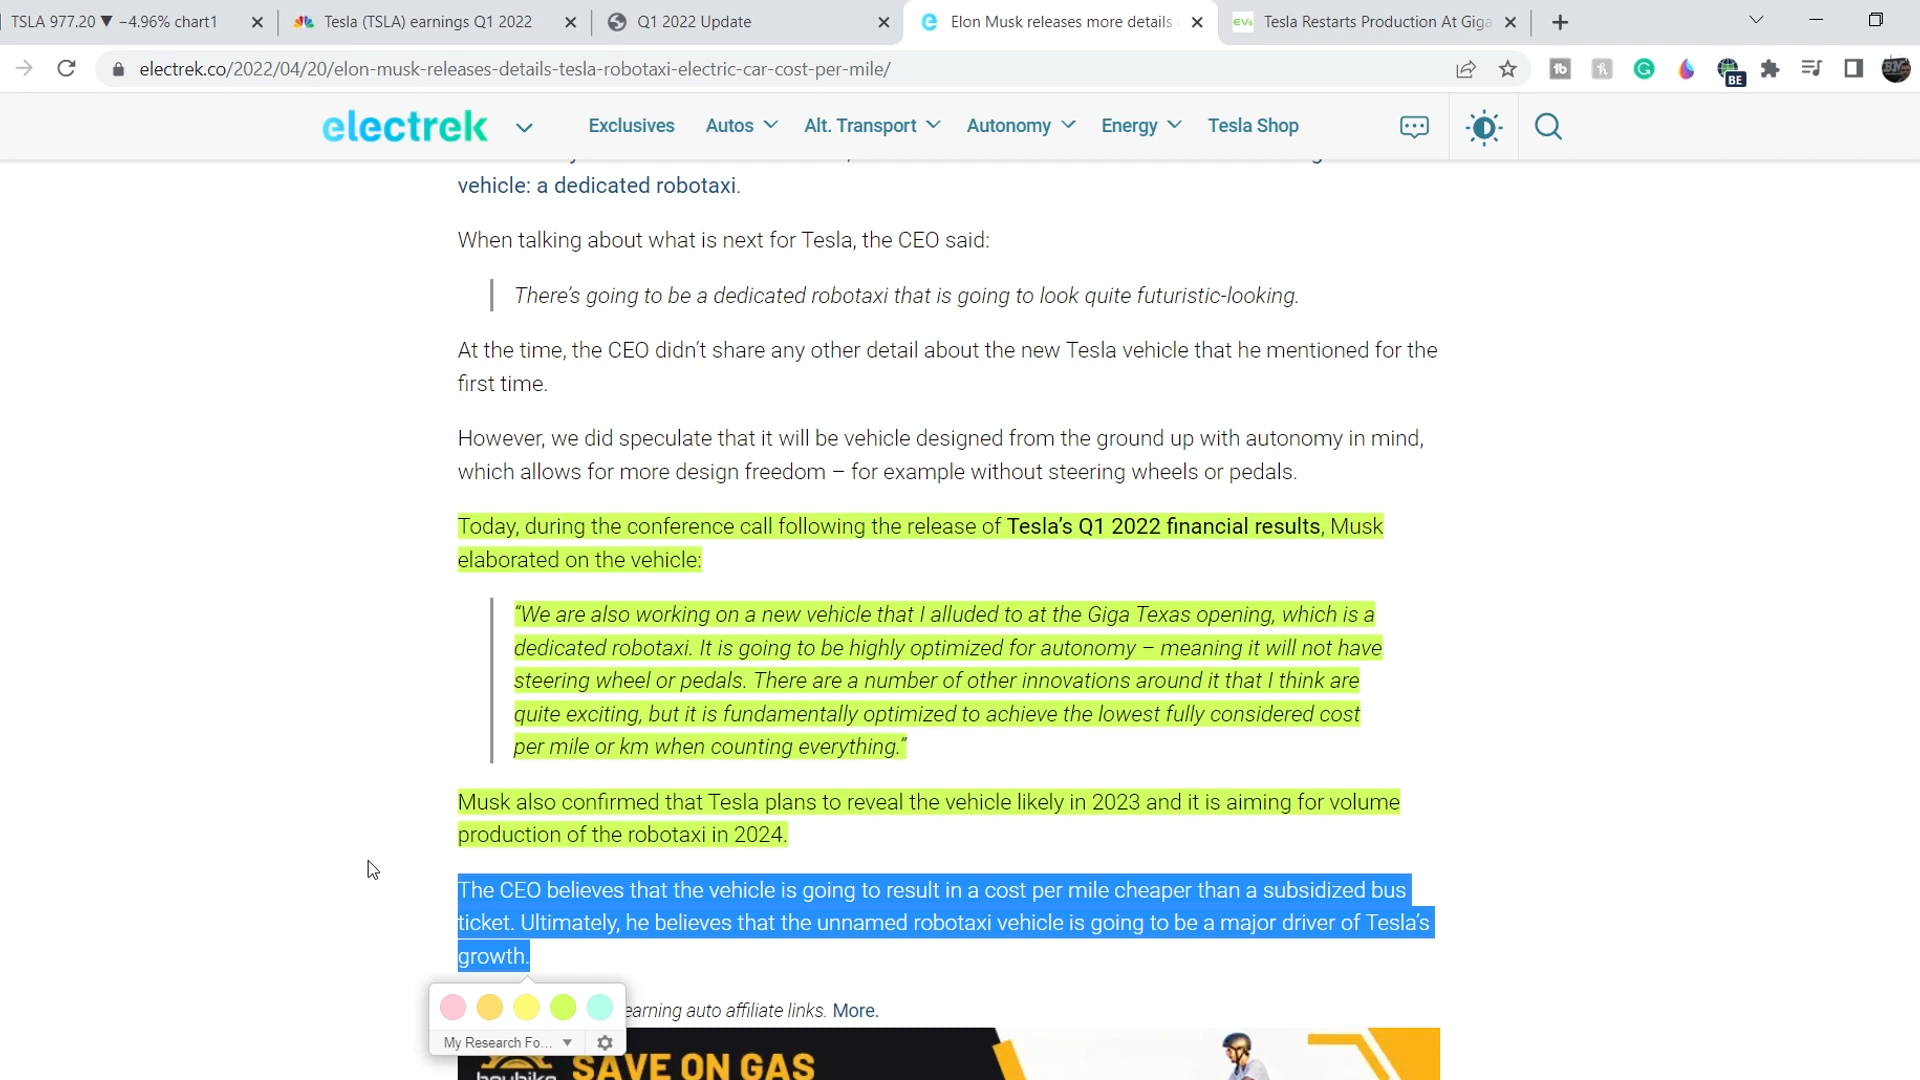 TSLA 977.20 ▼ −4.96% chart1
Tesla (TSLA) earnings Q1 2022
Q1 2022 Update
Elon Musk releases more details
Tesla Restarts Production At Giga
electrek.co/2022/04/20/elon-musk-releases-details-tesla-robotaxi-electric-car-cost-per-mile/
BE
electrek
Exclusives
Autos
Alt. Transport
Autonomy
Energy
Tesla Shop
vehicle: a dedicated robotaxi.
When talking about what is next for Tesla, the CEO said:
There’s going to be a dedicated robotaxi that is going to look quite futuristic-looking.
At the time, the CEO didn’t share any other detail about the new Tesla vehicle that he mentioned for the
first time.
However, we did speculate that it will be vehicle designed from the ground up with autonomy in mind,
which allows for more design freedom – for example without steering wheels or pedals.
Today, during the conference call following the release of Tesla’s Q1 2022 financial results, Musk
elaborated on the vehicle:
“We are also working on a new vehicle that I alluded to at the Giga Texas opening, which is a
dedicated robotaxi. It is going to be highly optimized for autonomy – meaning it will not have
steering wheel or pedals. There are a number of other innovations around it that I think are
quite exciting, but it is fundamentally optimized to achieve the lowest fully considered cost
per mile or km when counting everything.”
Musk also confirmed that Tesla plans to reveal the vehicle likely in 2023 and it is aiming for volume
production of the robotaxi in 2024.
The CEO believes that the vehicle is going to result in a cost per mile cheaper than a subsidized bus
ticket. Ultimately, he believes that the unnamed robotaxi vehicle is going to be a major driver of Tesla’s
growth.
earning auto affiliate links. More.
My Research Fo...
SAVE ON GAS